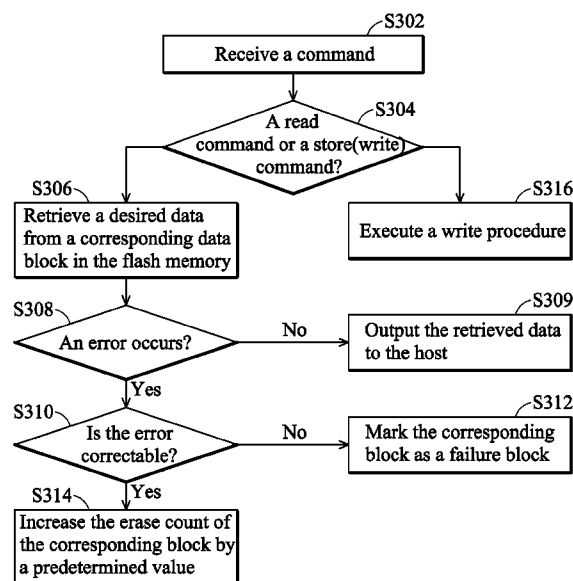 S302
Receive a command
S304
A read
command or a store(write)
command?
S306
Retrieve a desired data
from a corresponding data
block in the flash memory
S316
Execute a write procedure
S308
An error occurs?
No
S309
Output the retrieved data
to the host
Yes
S310
Is the error
correctable?
No
S312
Mark the corresponding
block as a failure block
Yes
S314
Increase the erase count of
the corresponding block by
a predetermined value